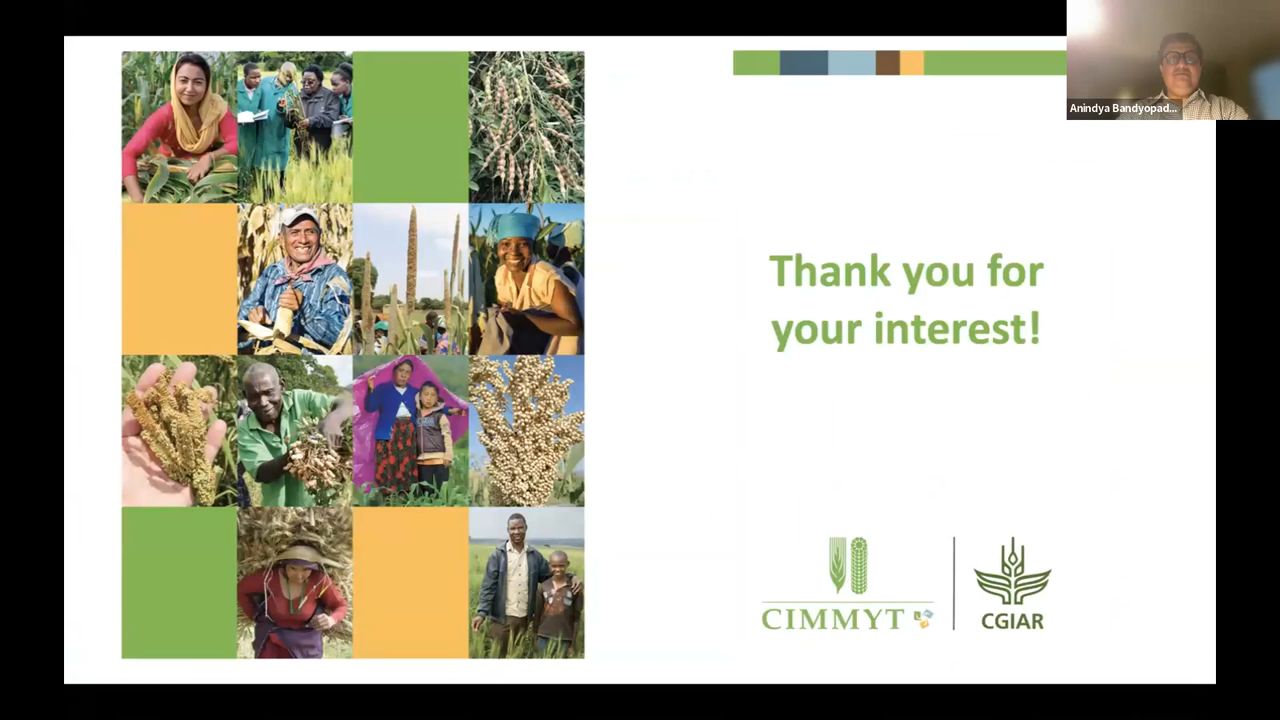 Anindya Bandyopad...
Thank you for
your interest!
CIMMYT
CGIAR